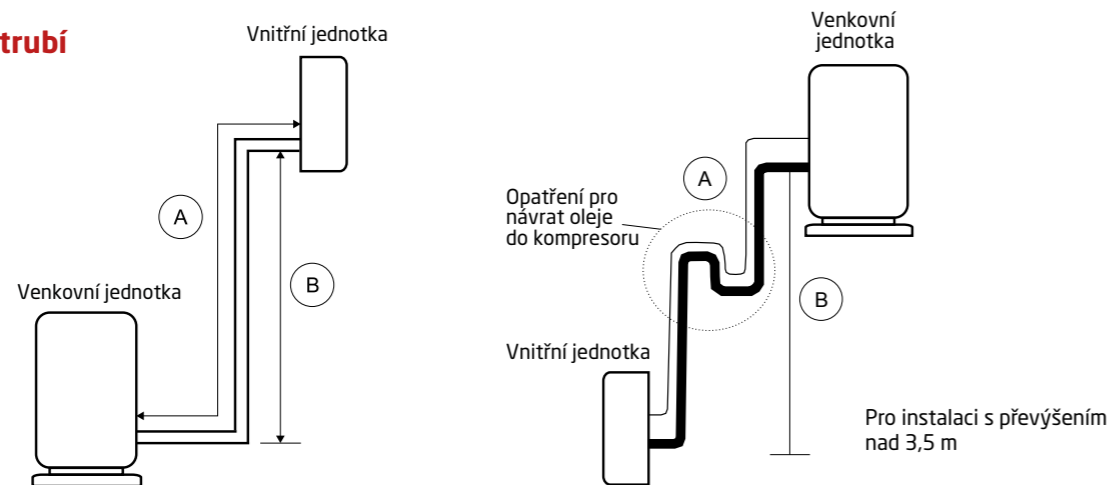 trubí
Vnitřní jednotka
A
B
Venkovní jednotka
Venkovní
jednotka
A
Opatření pro
návrat oleje
do kompresoru
B
Vnitřní jednotka
Pro instalaci s převýšením
nad 3,5 m